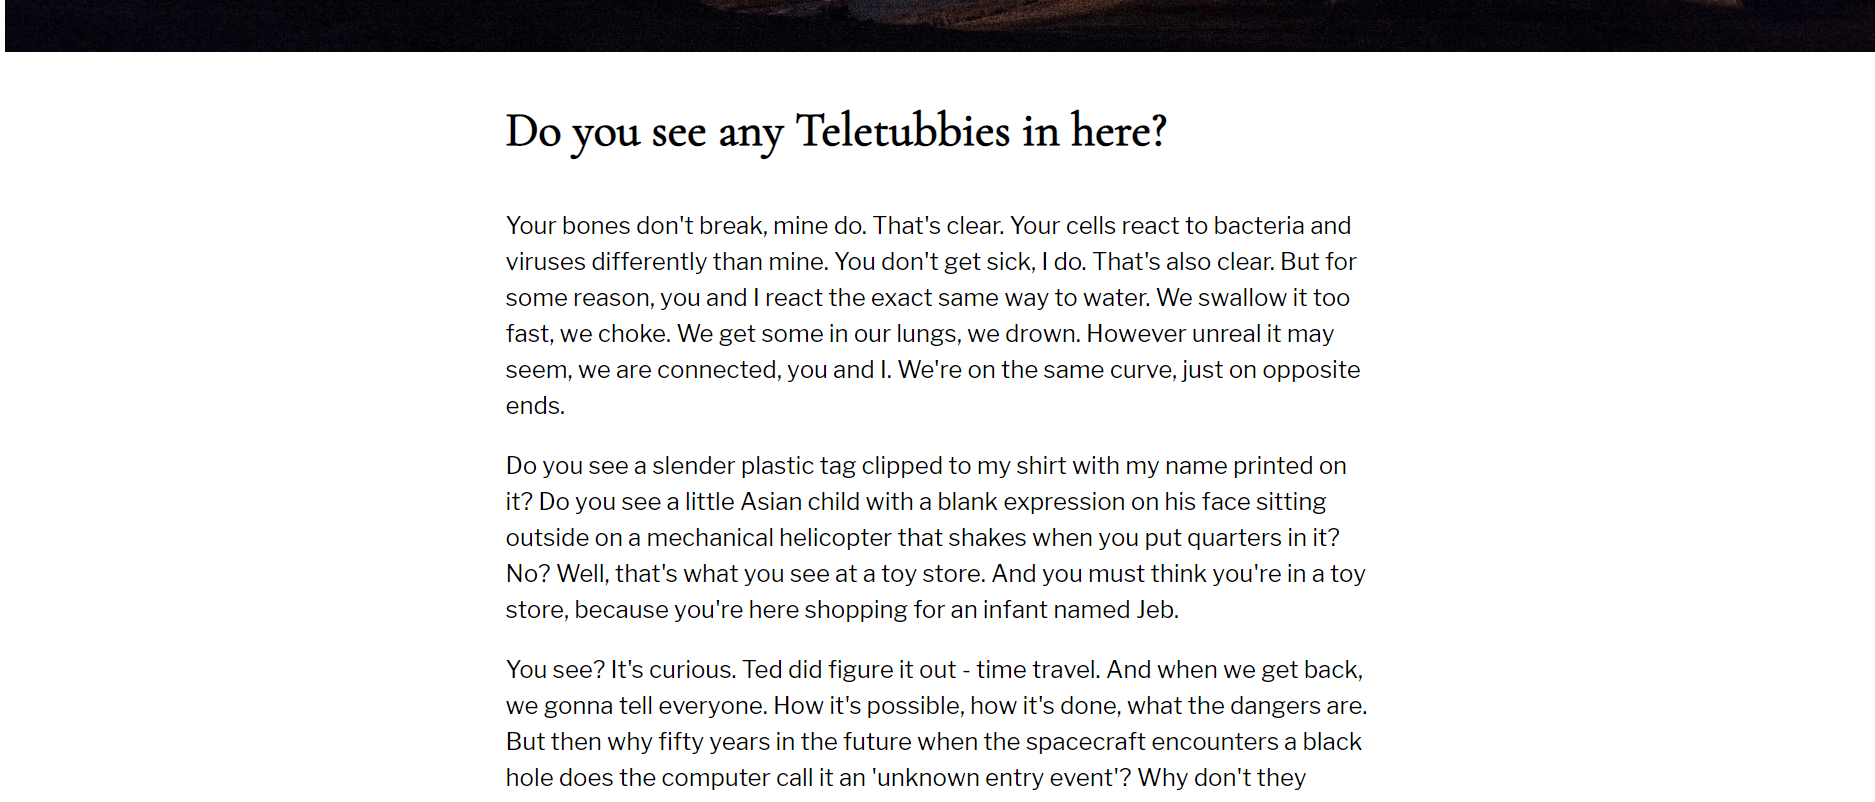 Do you see any Teletubbies in here?
Your bones don't break, mine do. That's clear. Your cells react to bacteria and
viruses differently than mine. You don't get sick, I do. That's also clear. But for
some reason, you and I react the exact same way to water. We swallow it too
fast, we choke. We get some in our lungs, we drown. However unreal it may
seem, we are connected, you and I. We're on the same curve, just on opposite
ends.
Do you see a slender plastic tag clipped to my shirt with my name printed on
it? Do you see a little Asian child with a blank expression on his face sitting
outside on a mechanical helicopter that shakes when you put quarters in it?
No? Well, that's what you see at a toy store. And you must think you're in a toy
store, because you're here shopping for an infant named Jeb.
You see? It's curious. Ted did figure it out - time travel. And when we get back,
we gonna tell everyone. How it's possible, how it's done, what the dangers are.
But then why fifty years in the future when the spacecraft encounters a black
hole does the computer call it an 'unknown entry event'? Why don't they